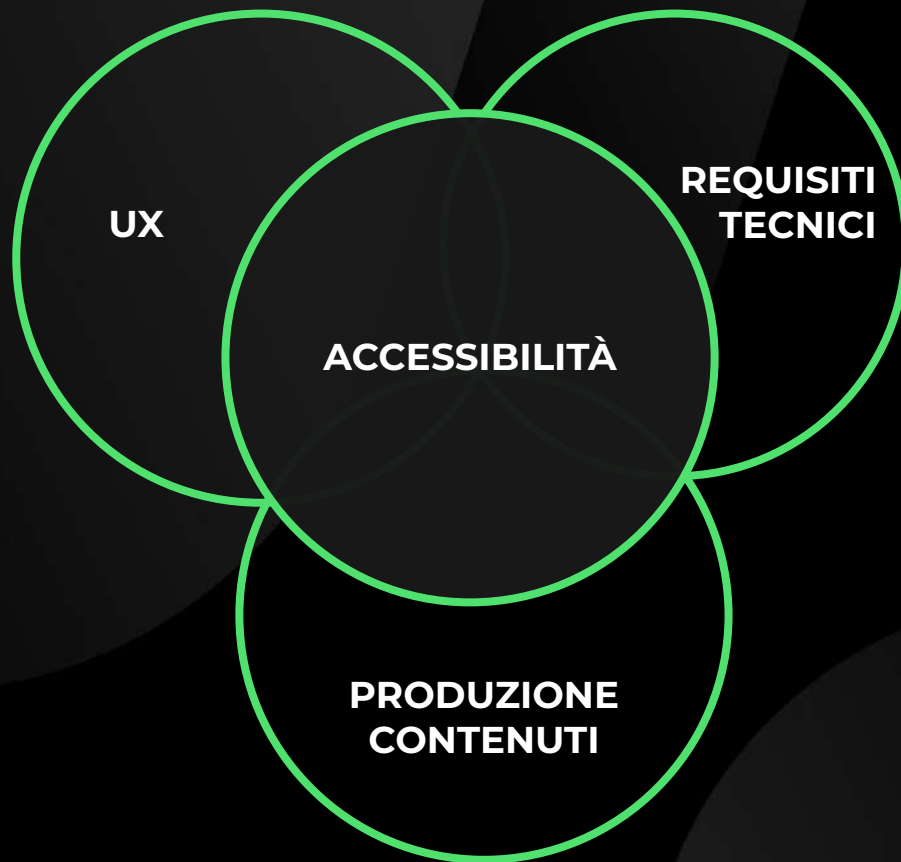 UX
REQUISITI
TECNICI
ACCESSIBILITÀ
PRODUZIONE
CONTENUTI